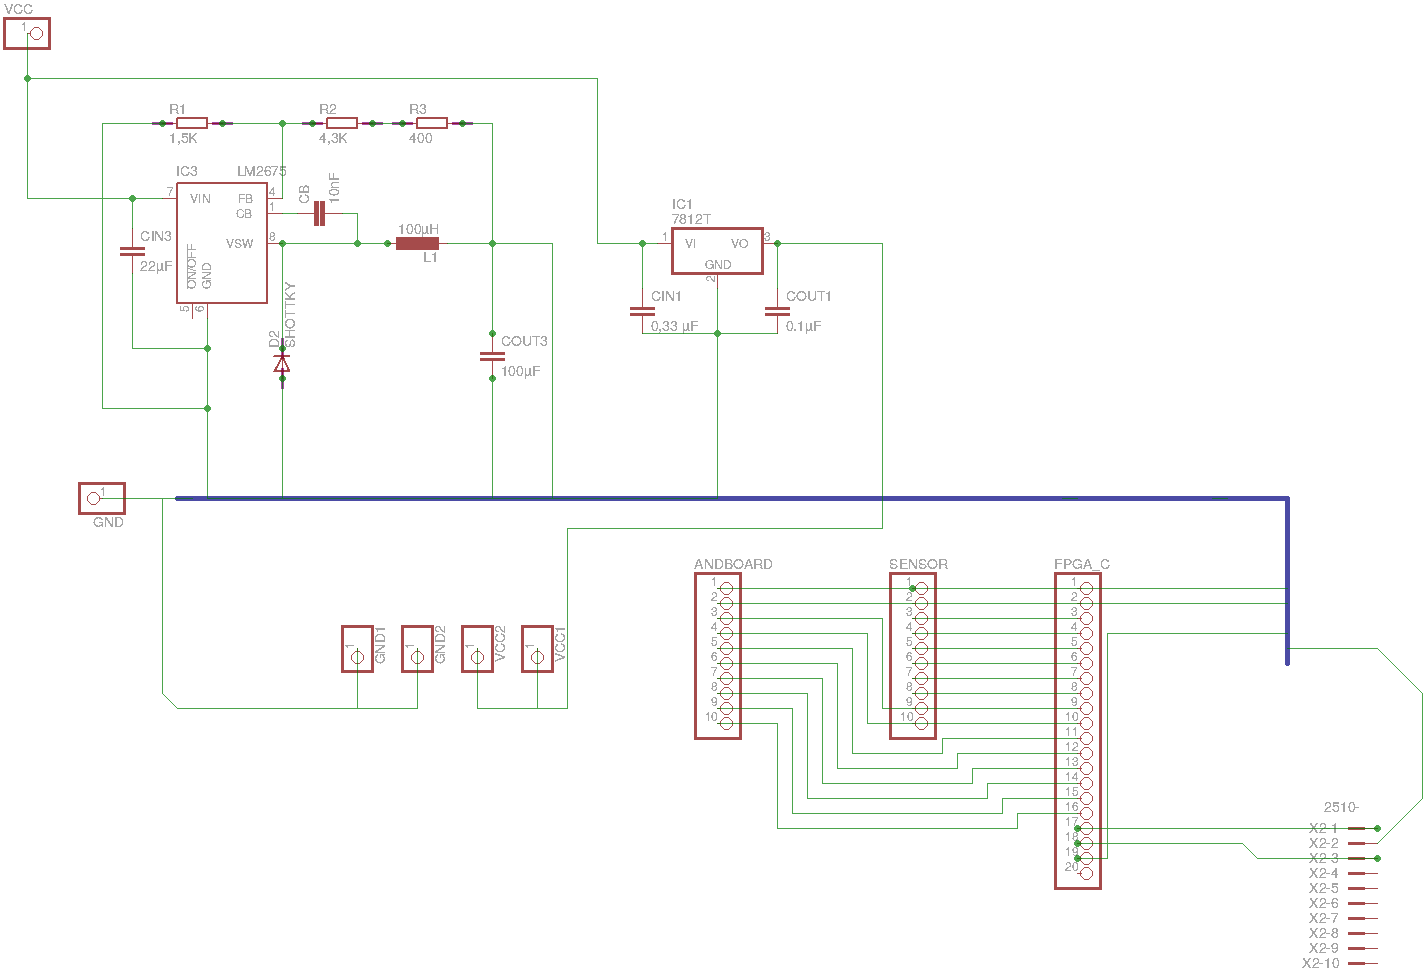 VCC
1
R1
R2
R3
1,5K
4,3K
400
IC3
LM2675
7
VIN
FB
4
CB
1
VSW
8
ON/OFF
GND
5
6
CB
10nF
CIN3
22µF
100µH
L1
D2
SHOTTKY
COUT3
100µF
IC1
7812T
1
VI
VO
3
GND
2
CIN1
0,33 µF
COUT1
0.1µF
1
GND
1
GND1
1
GND2
1
VCC2
1
VCC1
ANDBOARD
1
2
3
4
5
6
7
8
9
10
SENSOR
1
2
3
4
5
6
7
8
9
10
FPGA_C
1
2
3
4
5
6
7
8
9
10
11
12
13
14
15
16
17
18
19
20
2510-
X2-1
X2-2
X2-3
X2-4
X2-5
X2-6
X2-7
X2-8
X2-9
X2-10